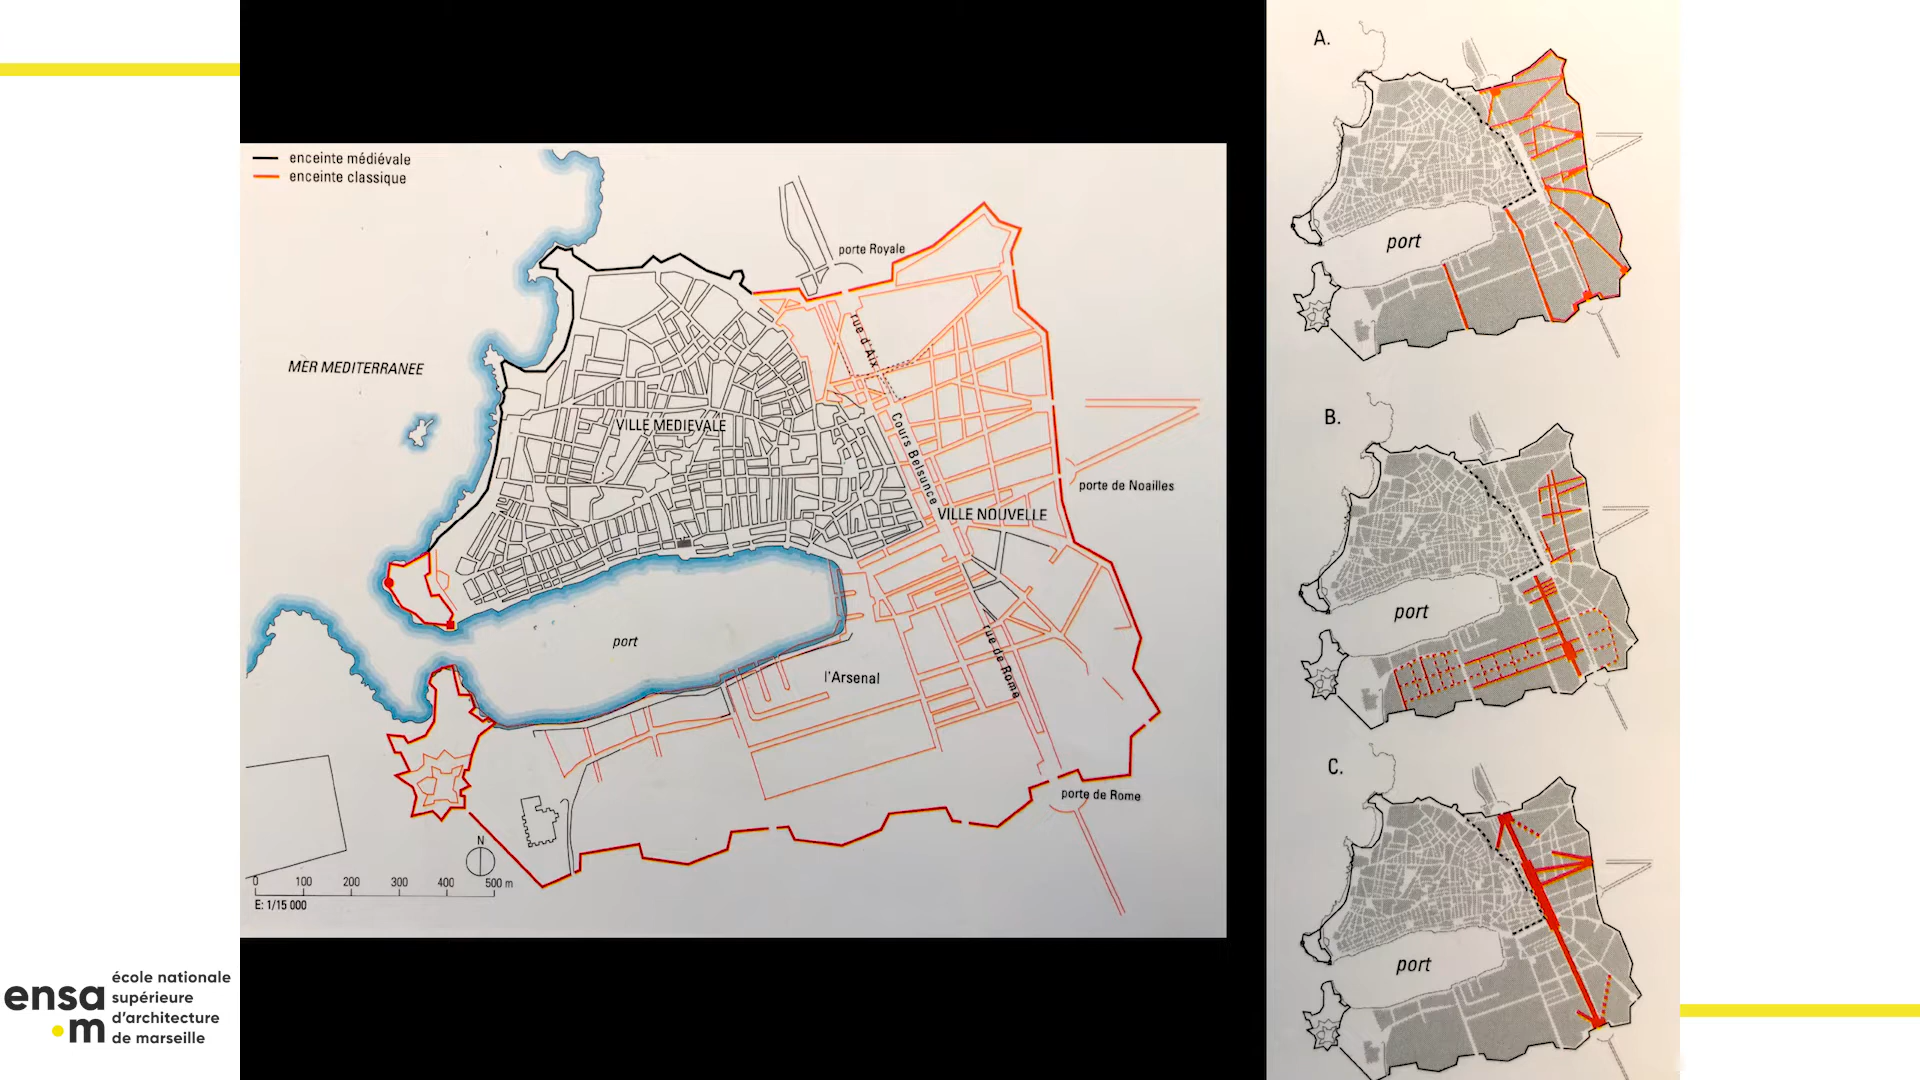 enceinte médiévale
enceinte classique
porte Royale
rue d'Aix
MER MEDITERRANEE
VILLE MEDIEVALE
Cours Belsunce
porte de Noailles
VILLE NOUVELLE
port
l'Arsenal
rue de Rome
porte de Rome
N
0 100 200 300 400 500 m
E: 1/15 000
A.
port
B.
port
C.
port
ensa
•m
école nationale
supérieure
d'architecture
de marseille